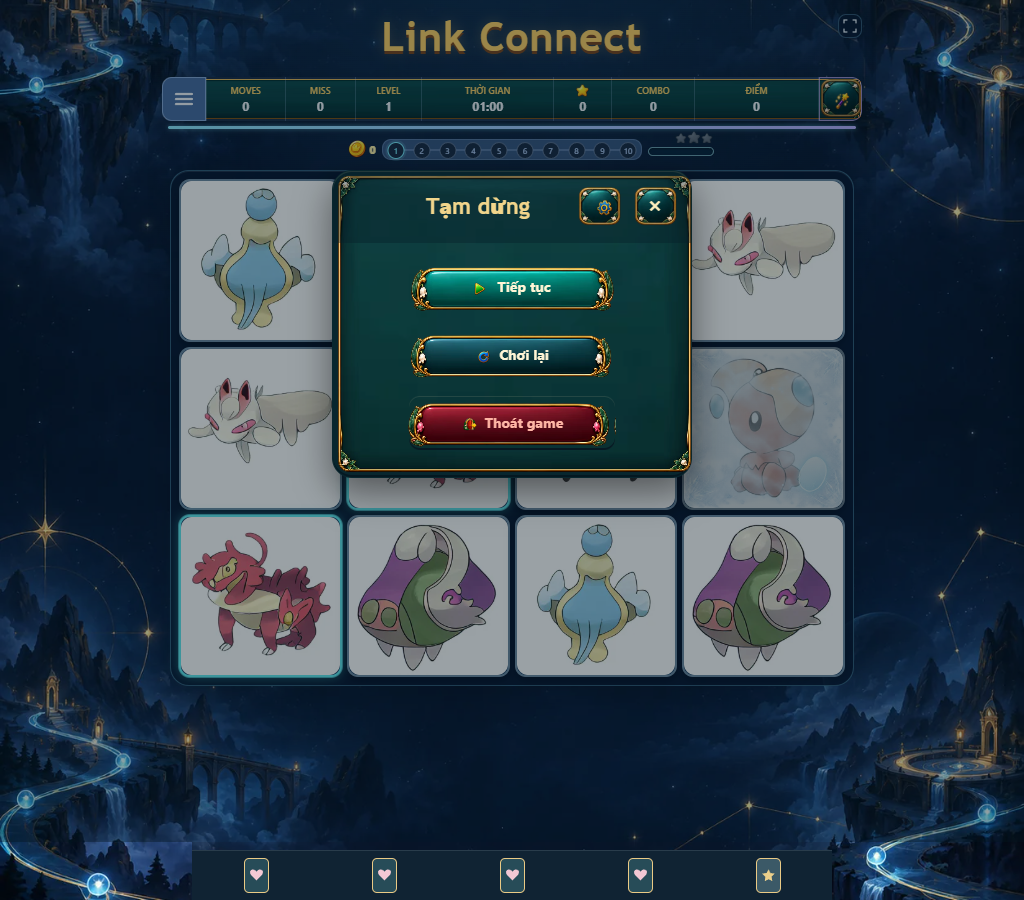 Link Connect
MOVES MISS LEVEL THỜI GIAN COMBO ĐIỂM
0 0 1 01:00 0 0 0
0 1 2 3 4 5 6 7 8 9 10
Tạm dừng
Tiếp tục
Chơi lại
Thoát game